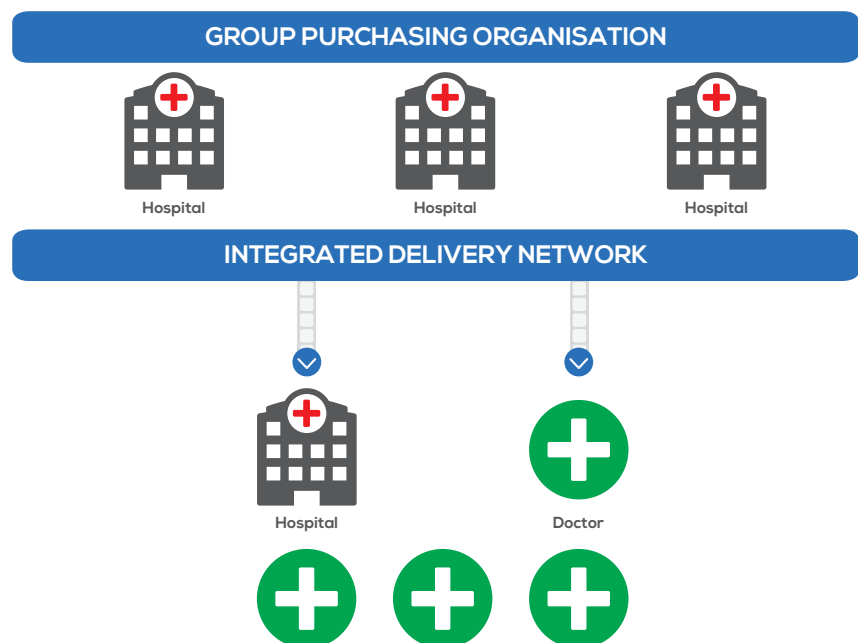 GROUP PURCHASING ORGANISATION
Hospital Hospital Hospital
INTEGRATED DELIVERY NETWORK
Hospital Doctor